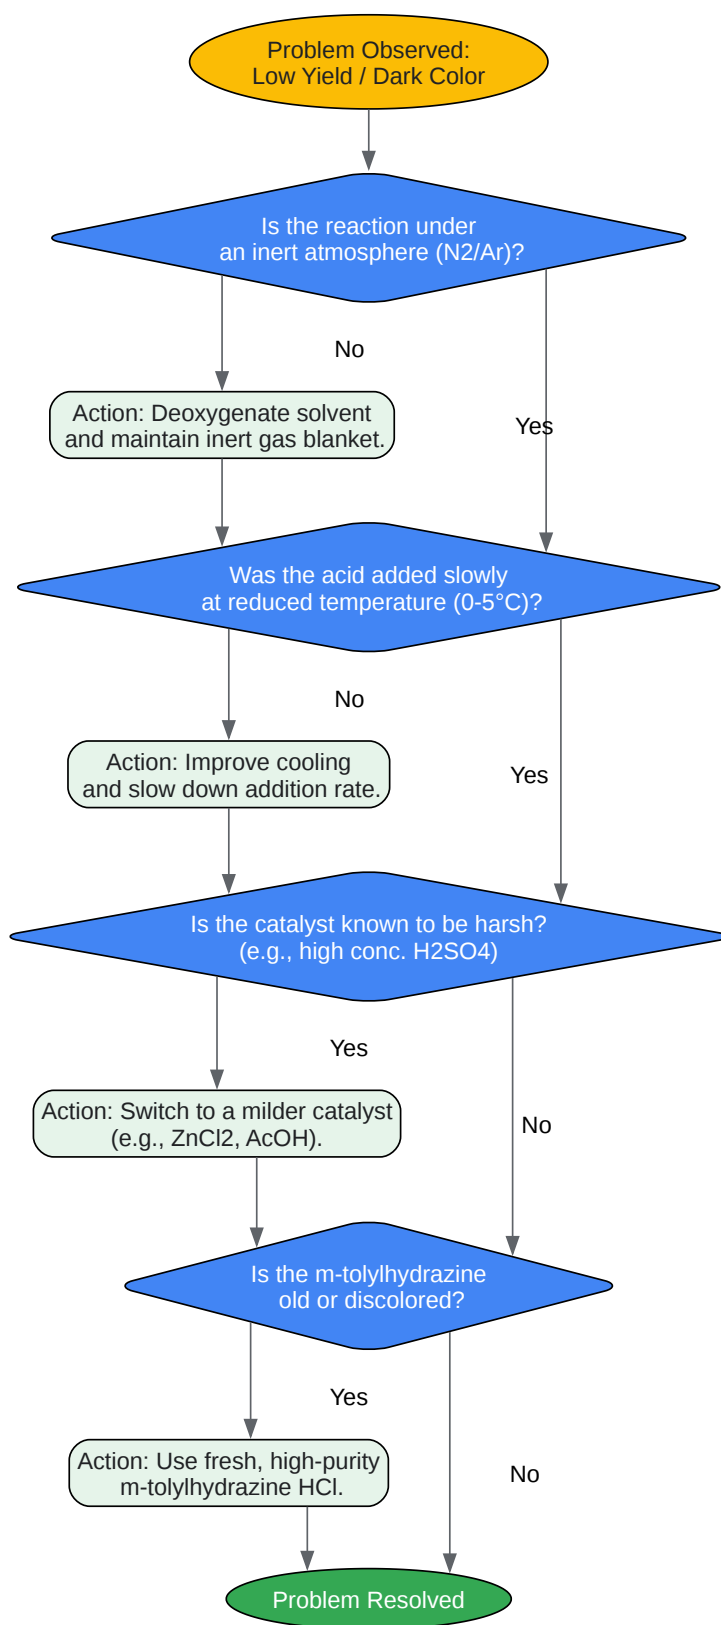 Problem Observed:
Low Yield / Dark Color
Is the reaction under
an inert atmosphere (N2/Ar)?
No
Action: Deoxygenate solvent
and maintain inert gas blanket.
Yes
Was the acid added slowly
at reduced temperature (0-5°C)?
No
Action: Improve cooling
and slow down addition rate.
Yes
Is the catalyst known to be harsh?
(e.g., high conc. H2SO4)
Yes
Action: Switch to a milder catalyst
(e.g., ZnCl2, AcOH).
No
Is the m-tolylhydrazine
old or discolored?
Yes
Action: Use fresh, high-purity
m-tolylhydrazine HCl.
No
Problem Resolved